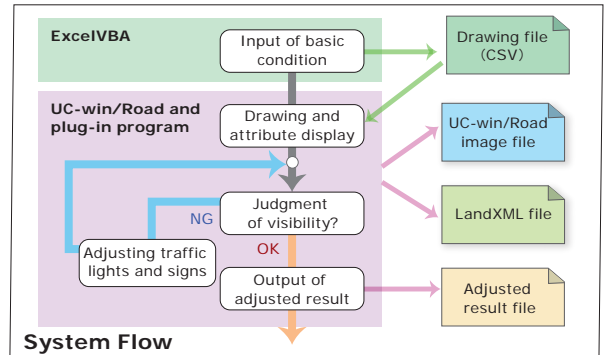 ExcelVBA
Input of basic
condition
Drawing file
(CSV)
UC-win/Road and
plug-in program
Drawing and
attribute display
UC-win/Road
image file
Judgment
of visibility?
NG
LandXML file
Adjusting traffic
lights and signs
OK
Output of
adjusted result
Adjusted
result file
System Flow